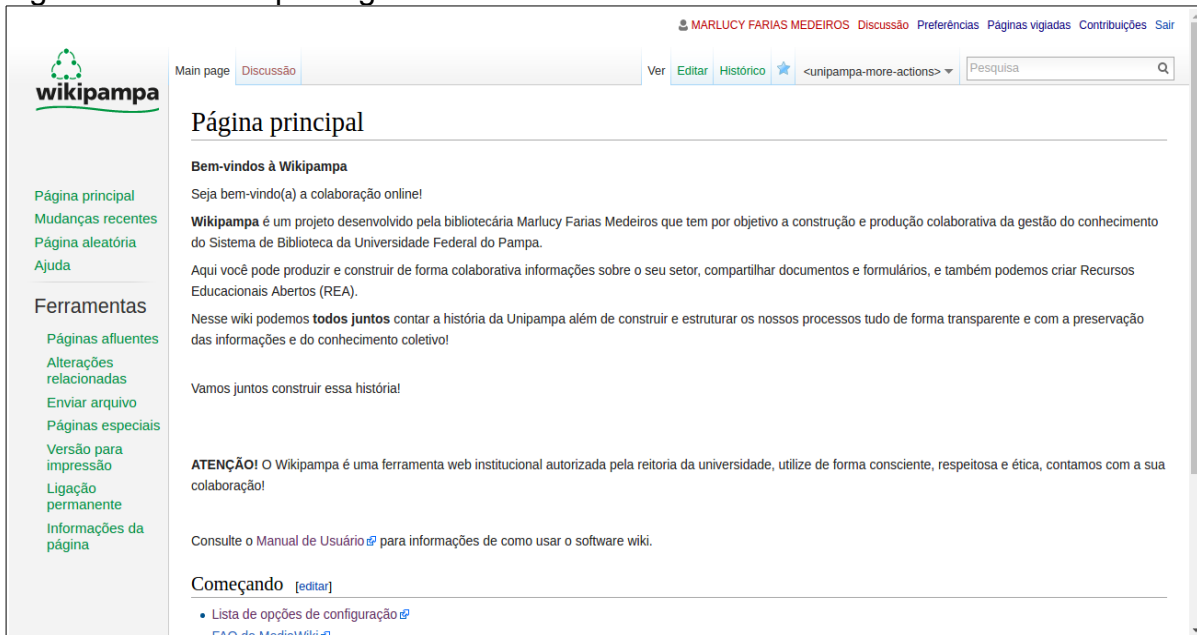 MARLUCY FARIAS MEDEIROS Discussão Preferências Páginas vigiadas Contribuições Sair
wikipampa
Main page Discussão Ver Editar Histórico <unipampa-more-actions> Pesquisa
Página principal
Mudanças recentes
Página aleatória
Ajuda
Ferramentas
Páginas afluentes
Alterações
relacionadas
Enviar arquivo
Páginas especiais
Versão para
impressão
Ligação
permanente
Informações da
página
Página principal
Bem-vindos à Wikipampa
Seja bem-vindo(a) a colaboração online!
Wikipampa é um projeto desenvolvido pela bibliotecária Marlucy Farias Medeiros que tem por objetivo a construção e produção colaborativa da gestão do conhecimento
do Sistema de Biblioteca da Universidade Federal do Pampa.
Aqui você pode produzir e construir de forma colaborativa informações sobre o seu setor, compartilhar documentos e formulários, e também podemos criar Recursos
Educacionais Abertos (REA).
Nesse wiki podemos todos juntos contar a história da Unipampa além de construir e estruturar os nossos processos tudo de forma transparente e com a preservação
das informações e do conhecimento coletivo!
Vamos juntos construir essa história!
ATENÇÃO! O Wikipampa é uma ferramenta web institucional autorizada pela reitoria da universidade, utilize de forma consciente, respeitosa e ética, contamos com a sua
colaboração!
Consulte o Manual de Usuário para informações de como usar o software wiki.
Começando [editar]
Lista de opções de configuração
FAQ do MediaWiki